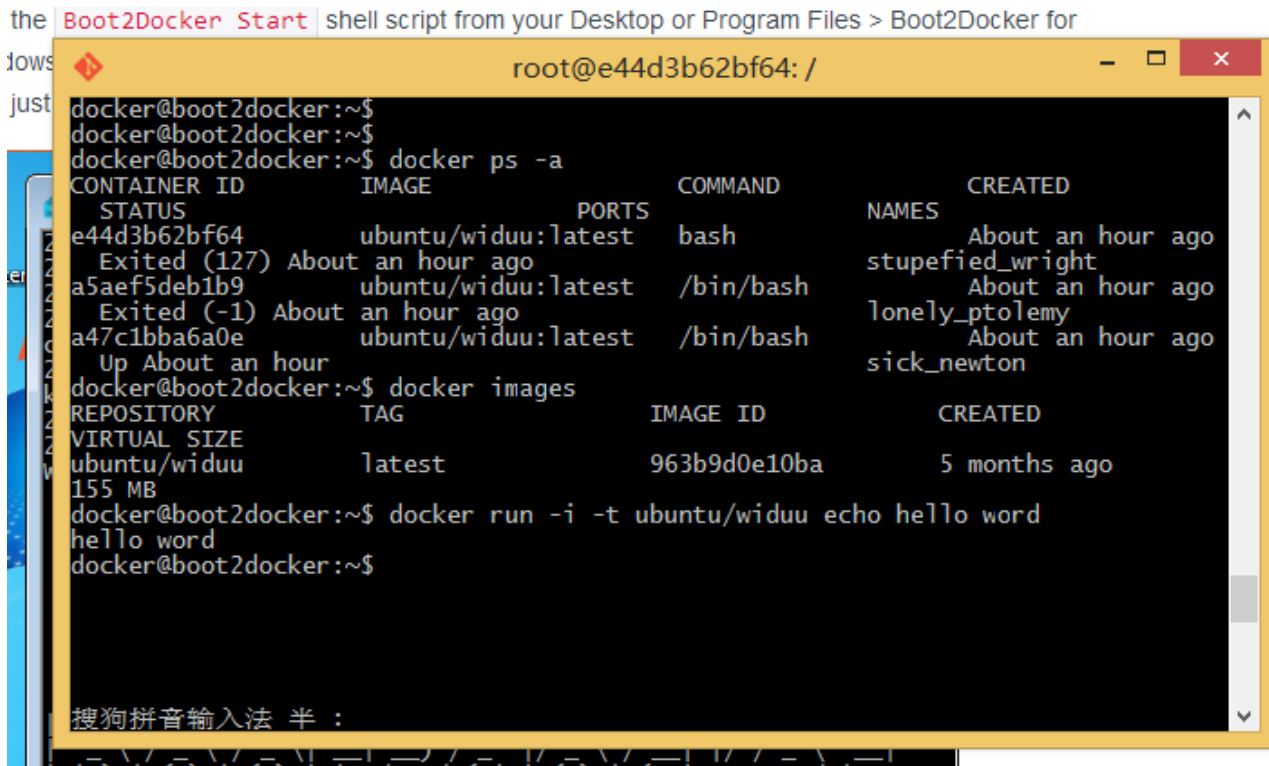 the Boot2Docker Start shell script from your Desktop or Program Files > Boot2Docker for
dows
just
root@e44d3b62bf64: /
docker@boot2docker:~$
docker@boot2docker:~$
docker@boot2docker:~$ docker ps -a
CONTAINER ID IMAGE COMMAND CREATED
STATUS PORTS NAMES
e44d3b62bf64 ubuntu/widuu:latest bash About an hour ago
Exited (127) About an hour ago stupefied_wright
a5aef5deb1b9 ubuntu/widuu:latest /bin/bash About an hour ago
Exited (-1) About an hour ago lonely_ptolemy
a47c1bba6a0e ubuntu/widuu:latest /bin/bash About an hour ago
Up About an hour sick_newton
docker@boot2docker:~$ docker images
REPOSITORY TAG IMAGE ID CREATED
VIRTUAL SIZE
ubuntu/widuu latest 963b9d0e10ba 5 months ago
155 MB
docker@boot2docker:~$ docker run -i -t ubuntu/widuu echo hello word
hello word
docker@boot2docker:~$
搜狗拼音输入法 半 :